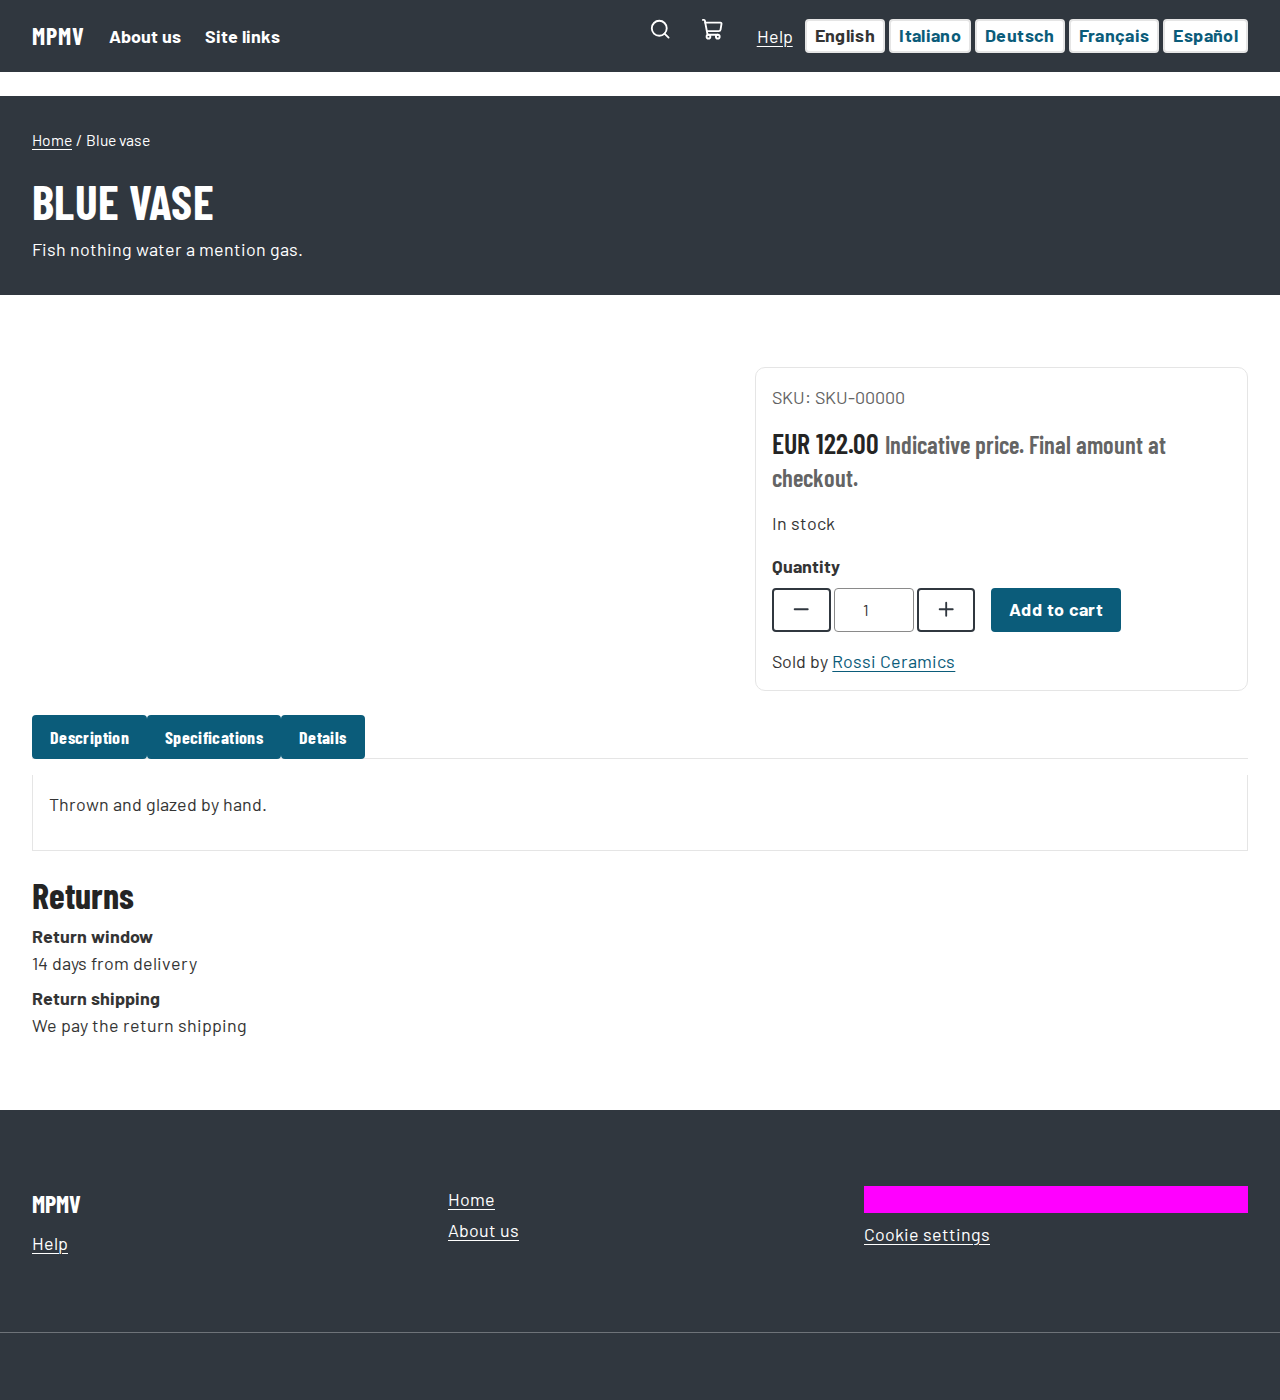 MPMV About us Site links Help English Italiano Deutsch Français Español
Home / Blue vase
BLUE VASE
Fish nothing water a mention gas.
SKU: SKU-00000
EUR 122.00 Indicative price. Final amount at
checkout.
In stock
Quantity
1 Add to cart
Sold by Rossi Ceramics
Description Specifications Details
Thrown and glazed by hand.
Returns
Return window
14 days from delivery
Return shipping
We pay the return shipping
MPMV
Help
Home
About us
Cookie settings